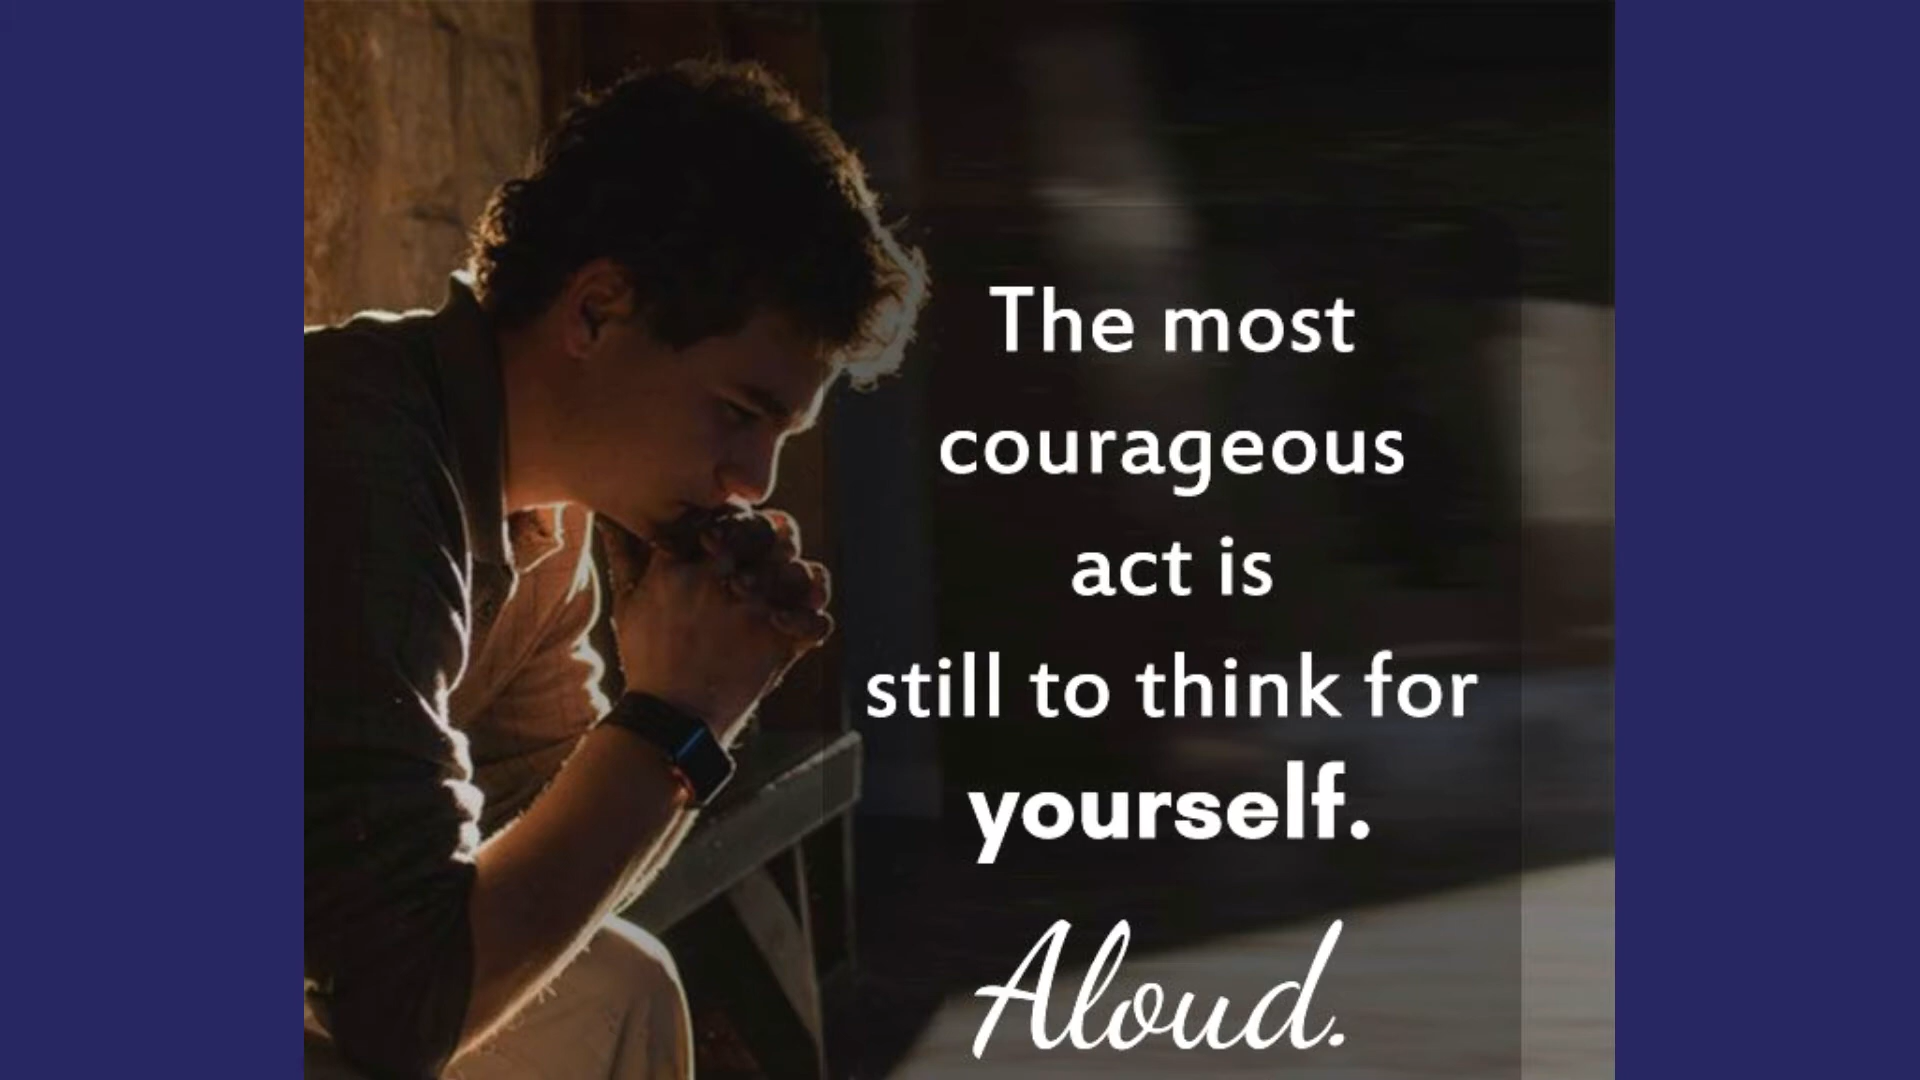 The most
courageous
act is
still to think for
yourself.
Aloud.